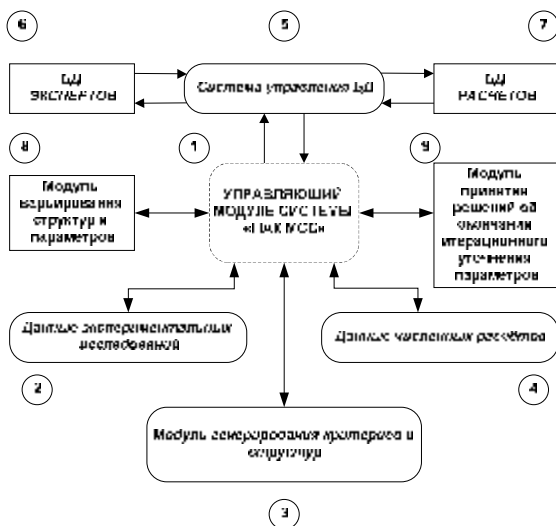 6
5
7
БД
ЭКСПЕРТОВ
Система управления БД
БД
РАСЧЕТОВ
8
1
9
Модуль
варьирования
структур и
параметров
УПРАВЛЯЮЩИЙ
МОДУЛЬ СИСТЕМЫ
Модуль
принятия
решений об
окончании
итерационного
уточнения
параметров
Данные экспериментальных
исследований
Данные численных расчётов
2
4
Модуль генерирования критериев и
структур
3